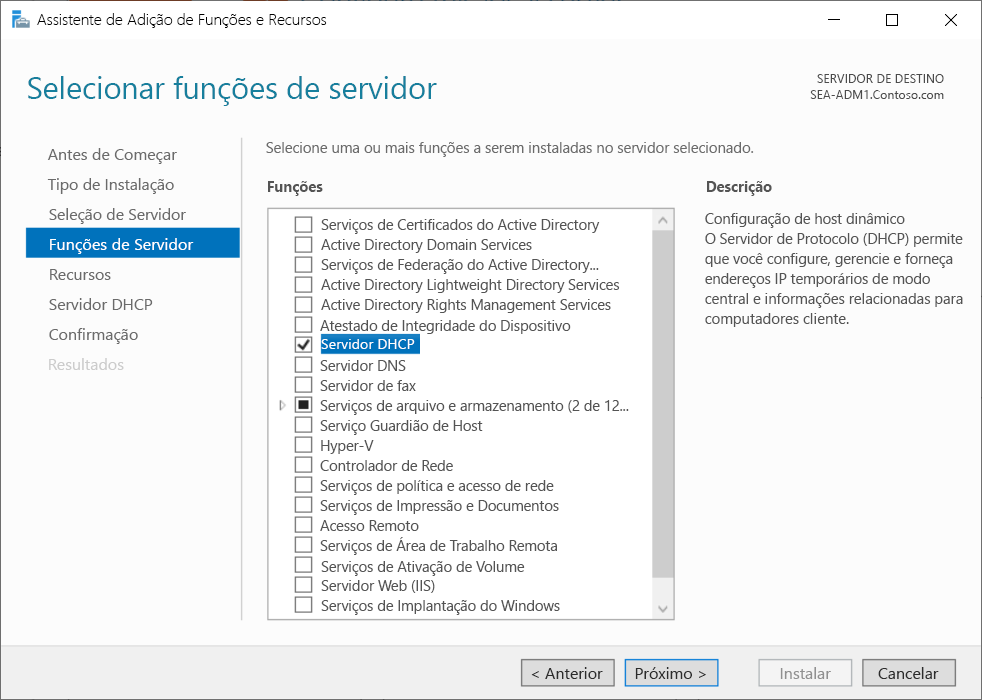 Assistente de Adição de Funções e Recursos
Selecionar funções de servidor
SERVIDOR DE DESTINO
SEA-ADM1.Contoso.com
Antes de Começar
Tipo de Instalação
Seleção de Servidor
Funções de Servidor
Recursos
Servidor DHCP
Confirmação
Resultados
Selecione uma ou mais funções a serem instaladas no servidor selecionado.
Funções
Serviços de Certificados do Active Directory
Active Directory Domain Services
Serviços de Federação do Active Directory...
Active Directory Lightweight Directory Services
Active Directory Rights Management Services
Atestado de Integridade do Dispositivo
Servidor DHCP
Servidor DNS
Servidor de fax
Serviços de arquivo e armazenamento (2 de 12...
Serviço Guardião de Host
Hyper-V
Controlador de Rede
Serviços de política e acesso de rede
Serviços de Impressão e Documentos
Acesso Remoto
Serviços de Área de Trabalho Remota
Serviços de Ativação de Volume
Servidor Web (IIS)
Serviços de Implantação do Windows
Descrição
Configuração de host dinâmico
O Servidor de Protocolo (DHCP) permite
que você configure, gerencie e forneça
endereços IP temporários de modo
central e informações relacionadas para
computadores cliente.
< Anterior
Próximo >
Instalar
Cancelar